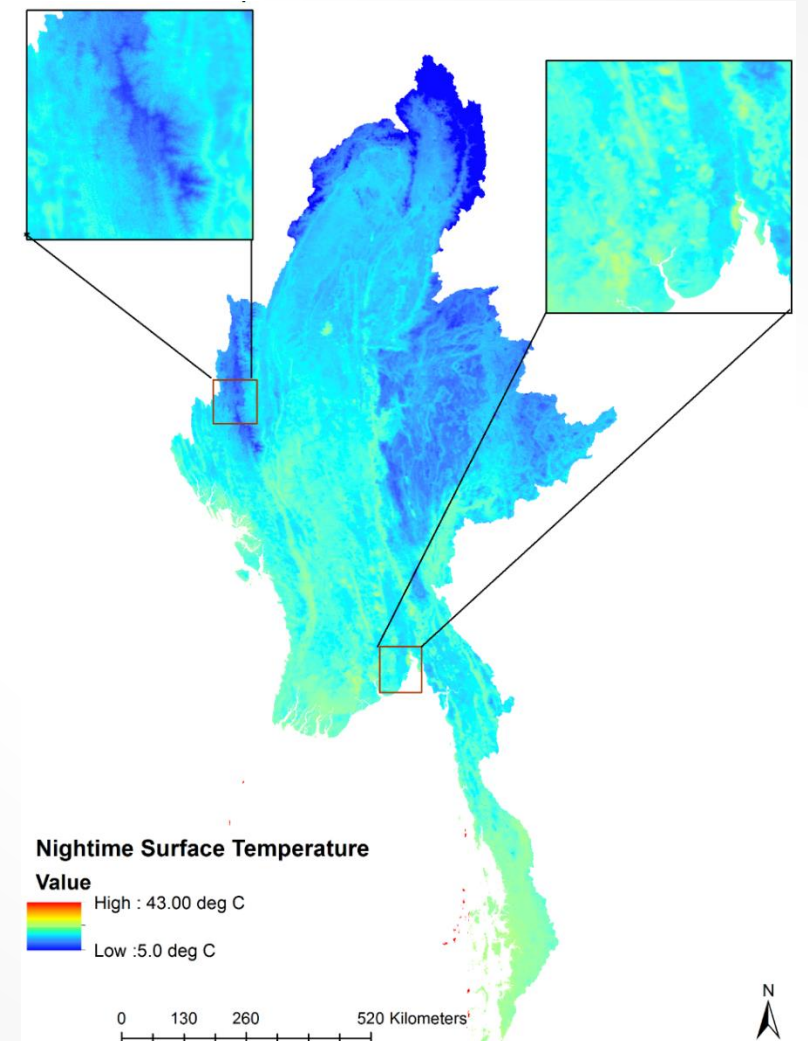 Nightime Surface Temperature
Value
High : 43.00 deg C
Low :5.0 deg C
0 130 260 520 Kilometers
N